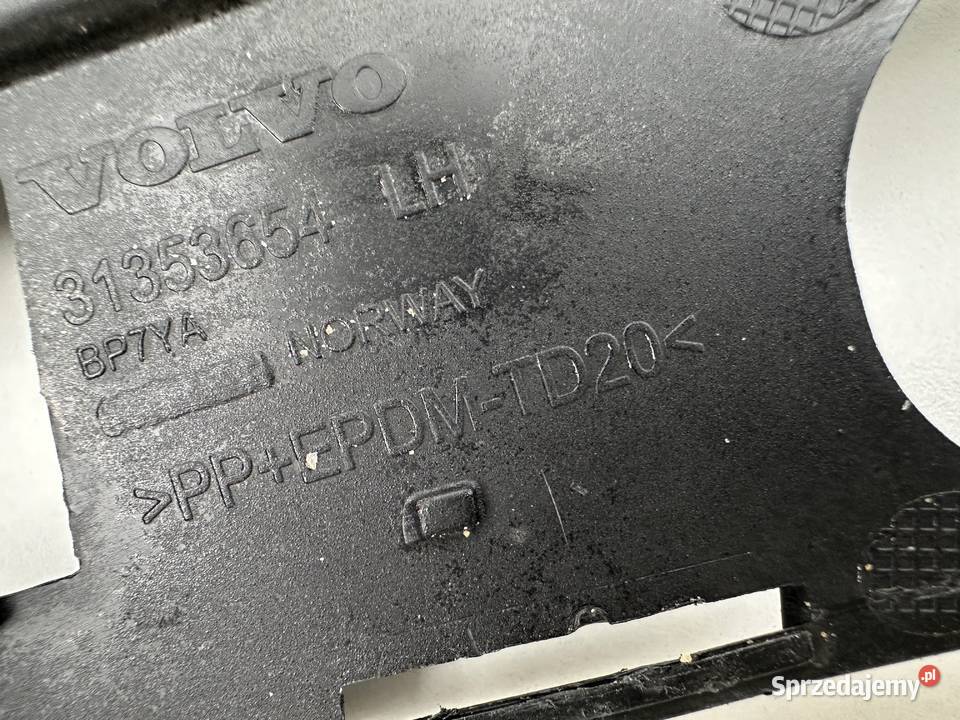 VOLVO
31353654 LH
BP7YA NORWAY
>PP+EPDM-TD20<
Sprzedajemy.pl